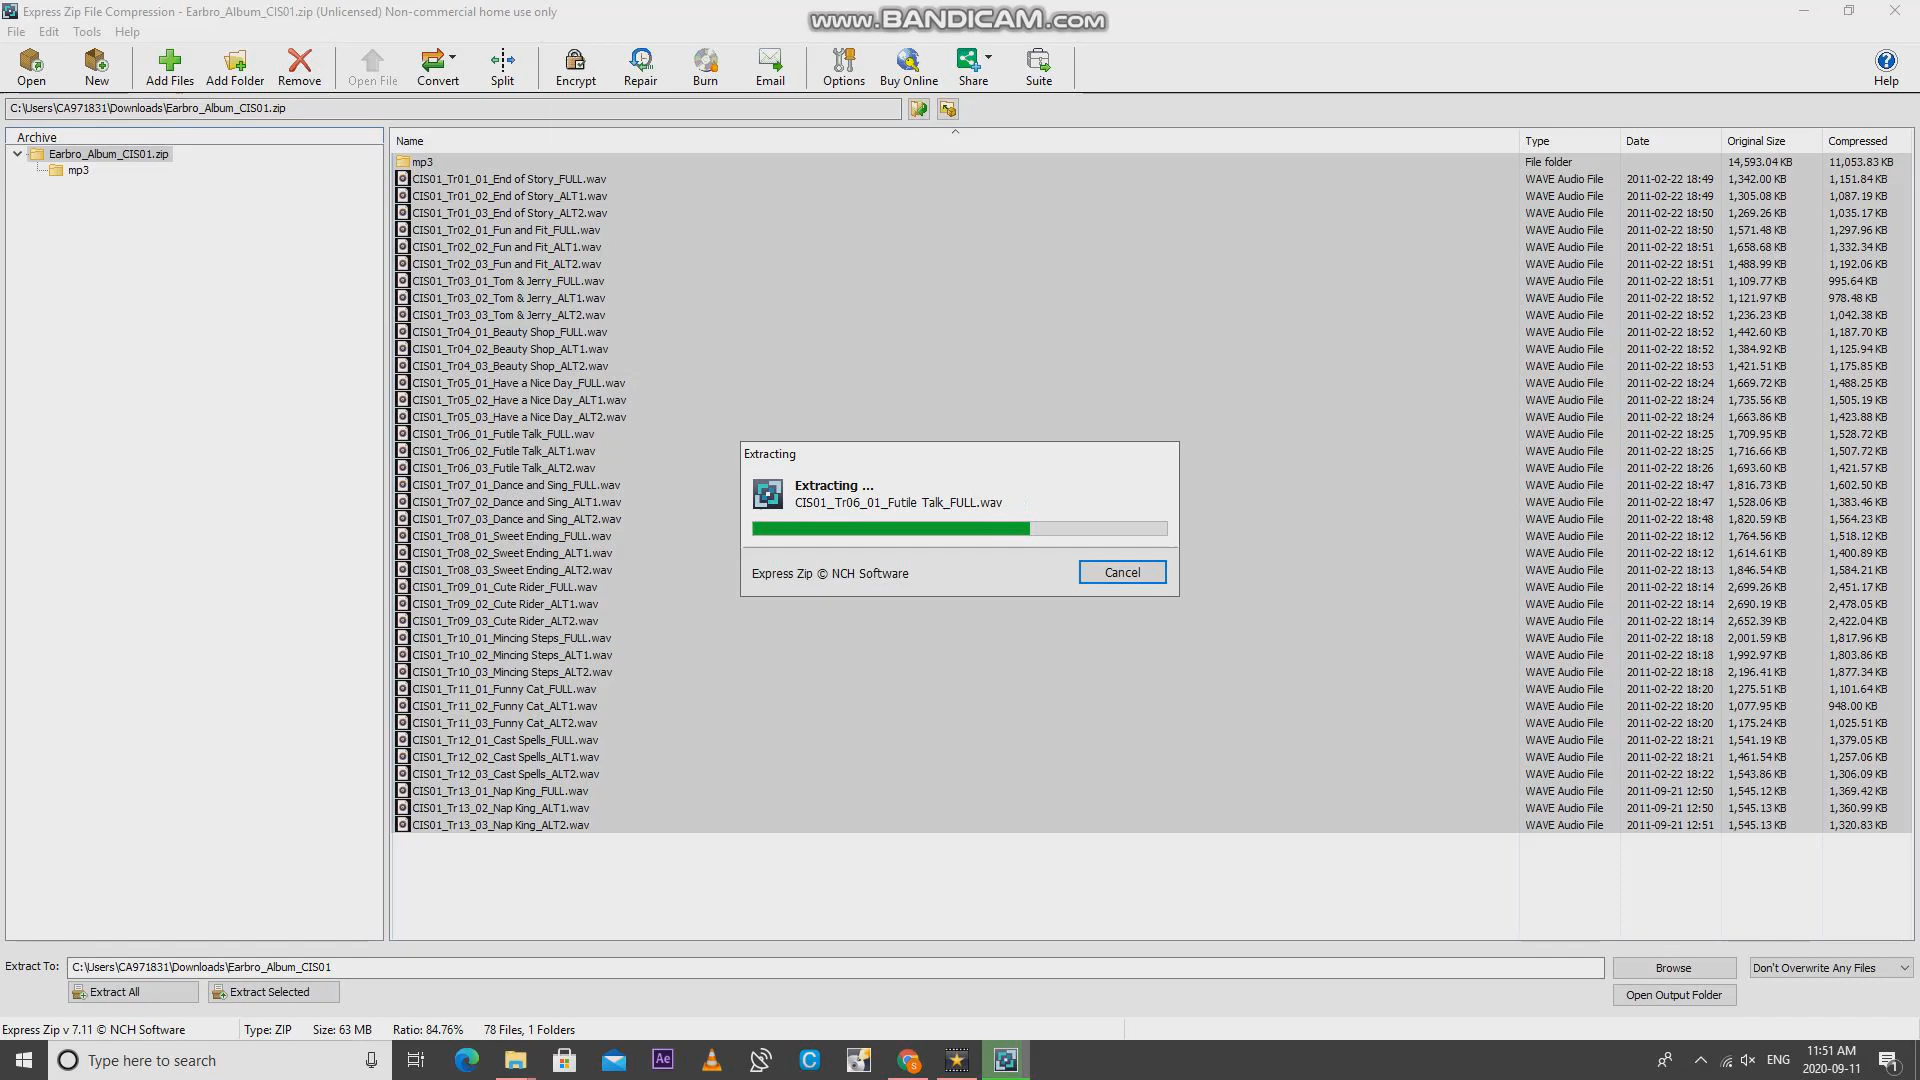 Express Zip File Compression - Earbro_Album_CIS01.zip (Unlicensed) Non-commercial home use only
www.BANDICAM.com
File Edit Tools Help
Open New Add Files Add Folder Remove Open File Convert Split Encrypt Repair Burn Email Options Buy Online Share Suite Help
C:\Users\CA971831\Downloads\Earbro_Album_CIS01.zip
Archive
Earbro_Album_CIS01.zip
mp3
Name Type Date Original Size Compressed
mp3 File folder 14,593.04 KB 11,053.83 KB
CIS01_Tr01_01_End of Story_FULL.wav WAVE Audio File 2011-02-22 18:49 1,342.00 KB 1,151.84 KB
CIS01_Tr01_02_End of Story_ALT1.wav WAVE Audio File 2011-02-22 18:49 1,305.08 KB 1,087.19 KB
CIS01_Tr01_03_End of Story_ALT2.wav WAVE Audio File 2011-02-22 18:50 1,269.26 KB 1,035.17 KB
CIS01_Tr02_01_Fun and Fit_FULL.wav WAVE Audio File 2011-02-22 18:50 1,571.48 KB 1,297.96 KB
CIS01_Tr02_02_Fun and Fit_ALT1.wav WAVE Audio File 2011-02-22 18:51 1,658.68 KB 1,332.34 KB
CIS01_Tr02_03_Fun and Fit_ALT2.wav WAVE Audio File 2011-02-22 18:51 1,488.99 KB 1,192.06 KB
CIS01_Tr03_01_Tom & Jerry_FULL.wav WAVE Audio File 2011-02-22 18:51 1,109.77 KB 995.64 KB
CIS01_Tr03_02_Tom & Jerry_ALT1.wav WAVE Audio File 2011-02-22 18:52 1,121.97 KB 978.48 KB
CIS01_Tr03_03_Tom & Jerry_ALT2.wav WAVE Audio File 2011-02-22 18:52 1,236.23 KB 1,042.38 KB
CIS01_Tr04_01_Beauty Shop_FULL.wav WAVE Audio File 2011-02-22 18:52 1,442.60 KB 1,187.70 KB
CIS01_Tr04_02_Beauty Shop_ALT1.wav WAVE Audio File 2011-02-22 18:52 1,384.92 KB 1,125.94 KB
CIS01_Tr04_03_Beauty Shop_ALT2.wav WAVE Audio File 2011-02-22 18:53 1,421.51 KB 1,175.85 KB
CIS01_Tr05_01_Have a Nice Day_FULL.wav WAVE Audio File 2011-02-22 18:24 1,669.72 KB 1,488.25 KB
CIS01_Tr05_02_Have a Nice Day_ALT1.wav WAVE Audio File 2011-02-22 18:24 1,735.56 KB 1,505.19 KB
CIS01_Tr05_03_Have a Nice Day_ALT2.wav WAVE Audio File 2011-02-22 18:24 1,663.86 KB 1,423.88 KB
CIS01_Tr06_01_Futile Talk_FULL.wav WAVE Audio File 2011-02-22 18:25 1,709.95 KB 1,528.72 KB
CIS01_Tr06_02_Futile Talk_ALT1.wav WAVE Audio File 2011-02-22 18:25 1,716.66 KB 1,507.72 KB
CIS01_Tr06_03_Futile Talk_ALT2.wav WAVE Audio File 2011-02-22 18:26 1,693.60 KB 1,421.57 KB
CIS01_Tr07_01_Dance and Sing_FULL.wav WAVE Audio File 2011-02-22 18:47 1,816.73 KB 1,602.50 KB
CIS01_Tr07_02_Dance and Sing_ALT1.wav WAVE Audio File 2011-02-22 18:47 1,528.06 KB 1,383.46 KB
CIS01_Tr07_03_Dance and Sing_ALT2.wav WAVE Audio File 2011-02-22 18:48 1,820.59 KB 1,564.23 KB
CIS01_Tr08_01_Sweet Ending_FULL.wav WAVE Audio File 2011-02-22 18:12 1,764.56 KB 1,518.12 KB
CIS01_Tr08_02_Sweet Ending_ALT1.wav WAVE Audio File 2011-02-22 18:12 1,614.61 KB 1,400.89 KB
CIS01_Tr08_03_Sweet Ending_ALT2.wav WAVE Audio File 2011-02-22 18:13 1,846.54 KB 1,584.21 KB
CIS01_Tr09_01_Cute Rider_FULL.wav WAVE Audio File 2011-02-22 18:14 2,699.26 KB 2,451.17 KB
CIS01_Tr09_02_Cute Rider_ALT1.wav WAVE Audio File 2011-02-22 18:14 2,690.19 KB 2,478.05 KB
CIS01_Tr09_03_Cute Rider_ALT2.wav WAVE Audio File 2011-02-22 18:14 2,652.39 KB 2,422.04 KB
CIS01_Tr10_01_Mincing Steps_FULL.wav WAVE Audio File 2011-02-22 18:18 2,001.59 KB 1,817.96 KB
CIS01_Tr10_02_Mincing Steps_ALT1.wav WAVE Audio File 2011-02-22 18:18 1,992.97 KB 1,803.86 KB
CIS01_Tr10_03_Mincing Steps_ALT2.wav WAVE Audio File 2011-02-22 18:18 2,196.41 KB 1,877.34 KB
CIS01_Tr11_01_Funny Cat_FULL.wav WAVE Audio File 2011-02-22 18:20 1,275.51 KB 1,101.64 KB
CIS01_Tr11_02_Funny Cat_ALT1.wav WAVE Audio File 2011-02-22 18:20 1,077.95 KB 948.00 KB
CIS01_Tr11_03_Funny Cat_ALT2.wav WAVE Audio File 2011-02-22 18:20 1,175.24 KB 1,025.51 KB
CIS01_Tr12_01_Cast Spells_FULL.wav WAVE Audio File 2011-02-22 18:21 1,541.19 KB 1,379.05 KB
CIS01_Tr12_02_Cast Spells_ALT1.wav WAVE Audio File 2011-02-22 18:21 1,461.54 KB 1,257.06 KB
CIS01_Tr12_03_Cast Spells_ALT2.wav WAVE Audio File 2011-02-22 18:22 1,543.86 KB 1,306.09 KB
CIS01_Tr13_01_Nap King_FULL.wav WAVE Audio File 2011-09-21 12:50 1,545.12 KB 1,369.42 KB
CIS01_Tr13_02_Nap King_ALT1.wav WAVE Audio File 2011-09-21 12:50 1,545.13 KB 1,360.99 KB
CIS01_Tr13_03_Nap King_ALT2.wav WAVE Audio File 2011-09-21 12:51 1,545.13 KB 1,320.83 KB
Extracting
Extracting ...
CIS01_Tr06_01_Futile Talk_FULL.wav
Express Zip © NCH Software Cancel
Extract To: C:\Users\CA971831\Downloads\Earbro_Album_CIS01 Browse Don't Overwrite Any Files
Extract All Extract Selected Open Output Folder
Express Zip v 7.11 © NCH Software Type: ZIP Size: 63 MB Ratio: 84.76% 78 Files, 1 Folders
Type here to search Ae C S ENG 11:51 AM
2020-09-11 1